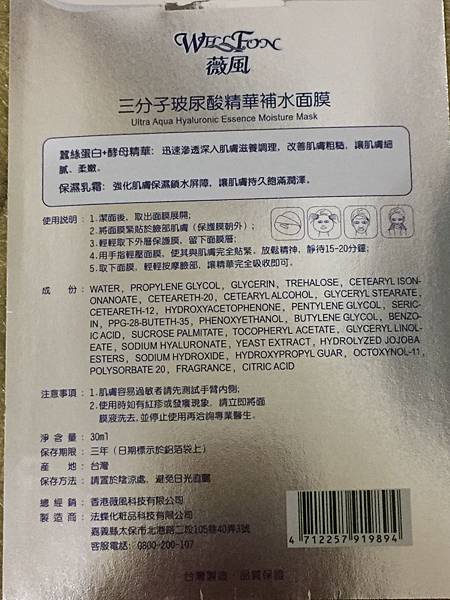 WELLFON
薇風
三分子玻尿酸精華補水面膜
Ultra Aqua Hyaluronic Essence Moisture Mask
蠶絲蛋白+酵母精華: 迅速滲透深入肌膚滋養調理, 改善肌膚粗糙, 讓肌膚細
膩、柔嫩。
保濕乳霜: 強化肌膚保濕鎖水屏障, 讓肌膚持久飽滿潤澤。
使用說明：1.潔面後, 取出面膜展開;
2.將面膜緊貼於臉部肌膚 (保護膜朝外);
3.輕輕取下外層保護膜, 留下面膜層;
4.用手指輕壓面膜, 使其與肌膚完全貼緊, 放鬆精神, 靜待15-20分鐘;
5.取下面膜, 輕輕按摩臉部, 讓精華完全吸收即可。
成 份：WATER, PROPYLENE GLYCOL, GLYCERIN, TREHALOSE, CETEARYL ISON-
ONANOATE, CETEARETH-20, CETEARYL ALCOHOL, GLYCERYL STEARATE,
CETEARETH-12, HYDROXYACETOPHENONE, PENTYLENE GLYCOL, SERIC-
IN, PPG-28-BUTETH-35, PHENOXYETHANOL, BUTYLENE GLYCOL, BENZO-
IC ACID, SUCROSE PALMITATE, TOCOPHERYL ACETATE, GLYCERYL LINOL-
EATE, SODIUM HYALURONATE, YEAST EXTRACT, HYDROLYZED JOJOBA
ESTERS, SODIUM HYDROXIDE, HYDROXYPROPYL GUAR, OCTOXYNOL-11,
POLYSORBATE 20, FRAGRANCE, CITRIC ACID
注意事項：1.肌膚容易過敏者請先測試手臂內側;
2.使用時如有紅疹或發癢現象, 請立即將面
膜液洗去, 並停止使用再洽詢專業醫生。
淨 含 量：30ml
保存期限：三年 (日期標示於鋁箔袋上)
產 地：台灣
保存方法：請置於陰涼處, 避免日光直曬
總 經 銷：香港薇風科技有限公司
製 造 商：法蝶化粧品科技有限公司
嘉義縣太保市北港路二段105巷40弄3號
客服電話: 0800-200-107
4 712257 919894
台灣製造・品質保證